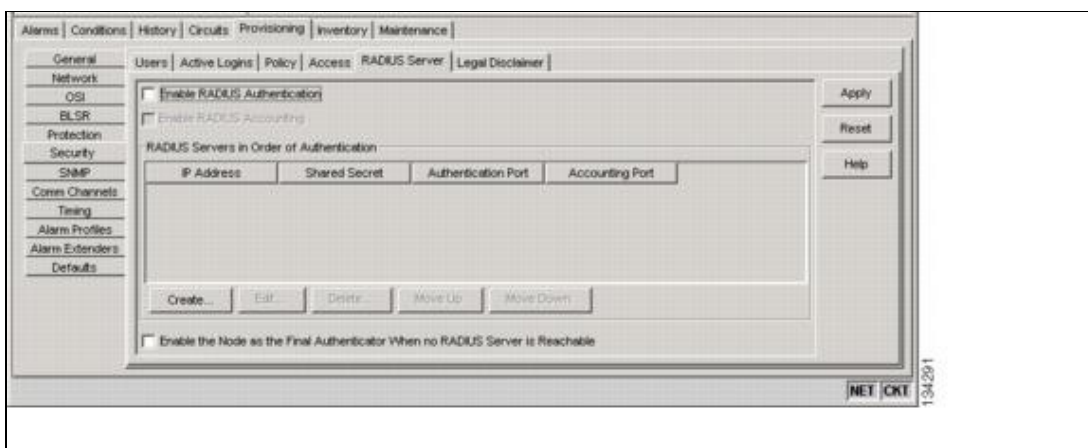 Alarms Conditions History Circuits Provisioning Inventory Maintenance
General
Network
OSI
BLSR
Protection
Security
SNMP
Comm Channels
Timing
Alarm Profiles
Alarm Extenders
Defaults
Users Active Logins Policy Access RADIUS Server Legal Disclaimer
Enable RADIUS Authentication
Enable RADIUS Accounting
RADIUS Servers in Order of Authentication
IP Address Shared Secret Authentication Port Accounting Port
Create... Edit... Delete... Move Up Move Down
Enable the Node as the Final Authenticator When no RADIUS Server is Reachable
Apply
Reset
Help
NET CKT
134291